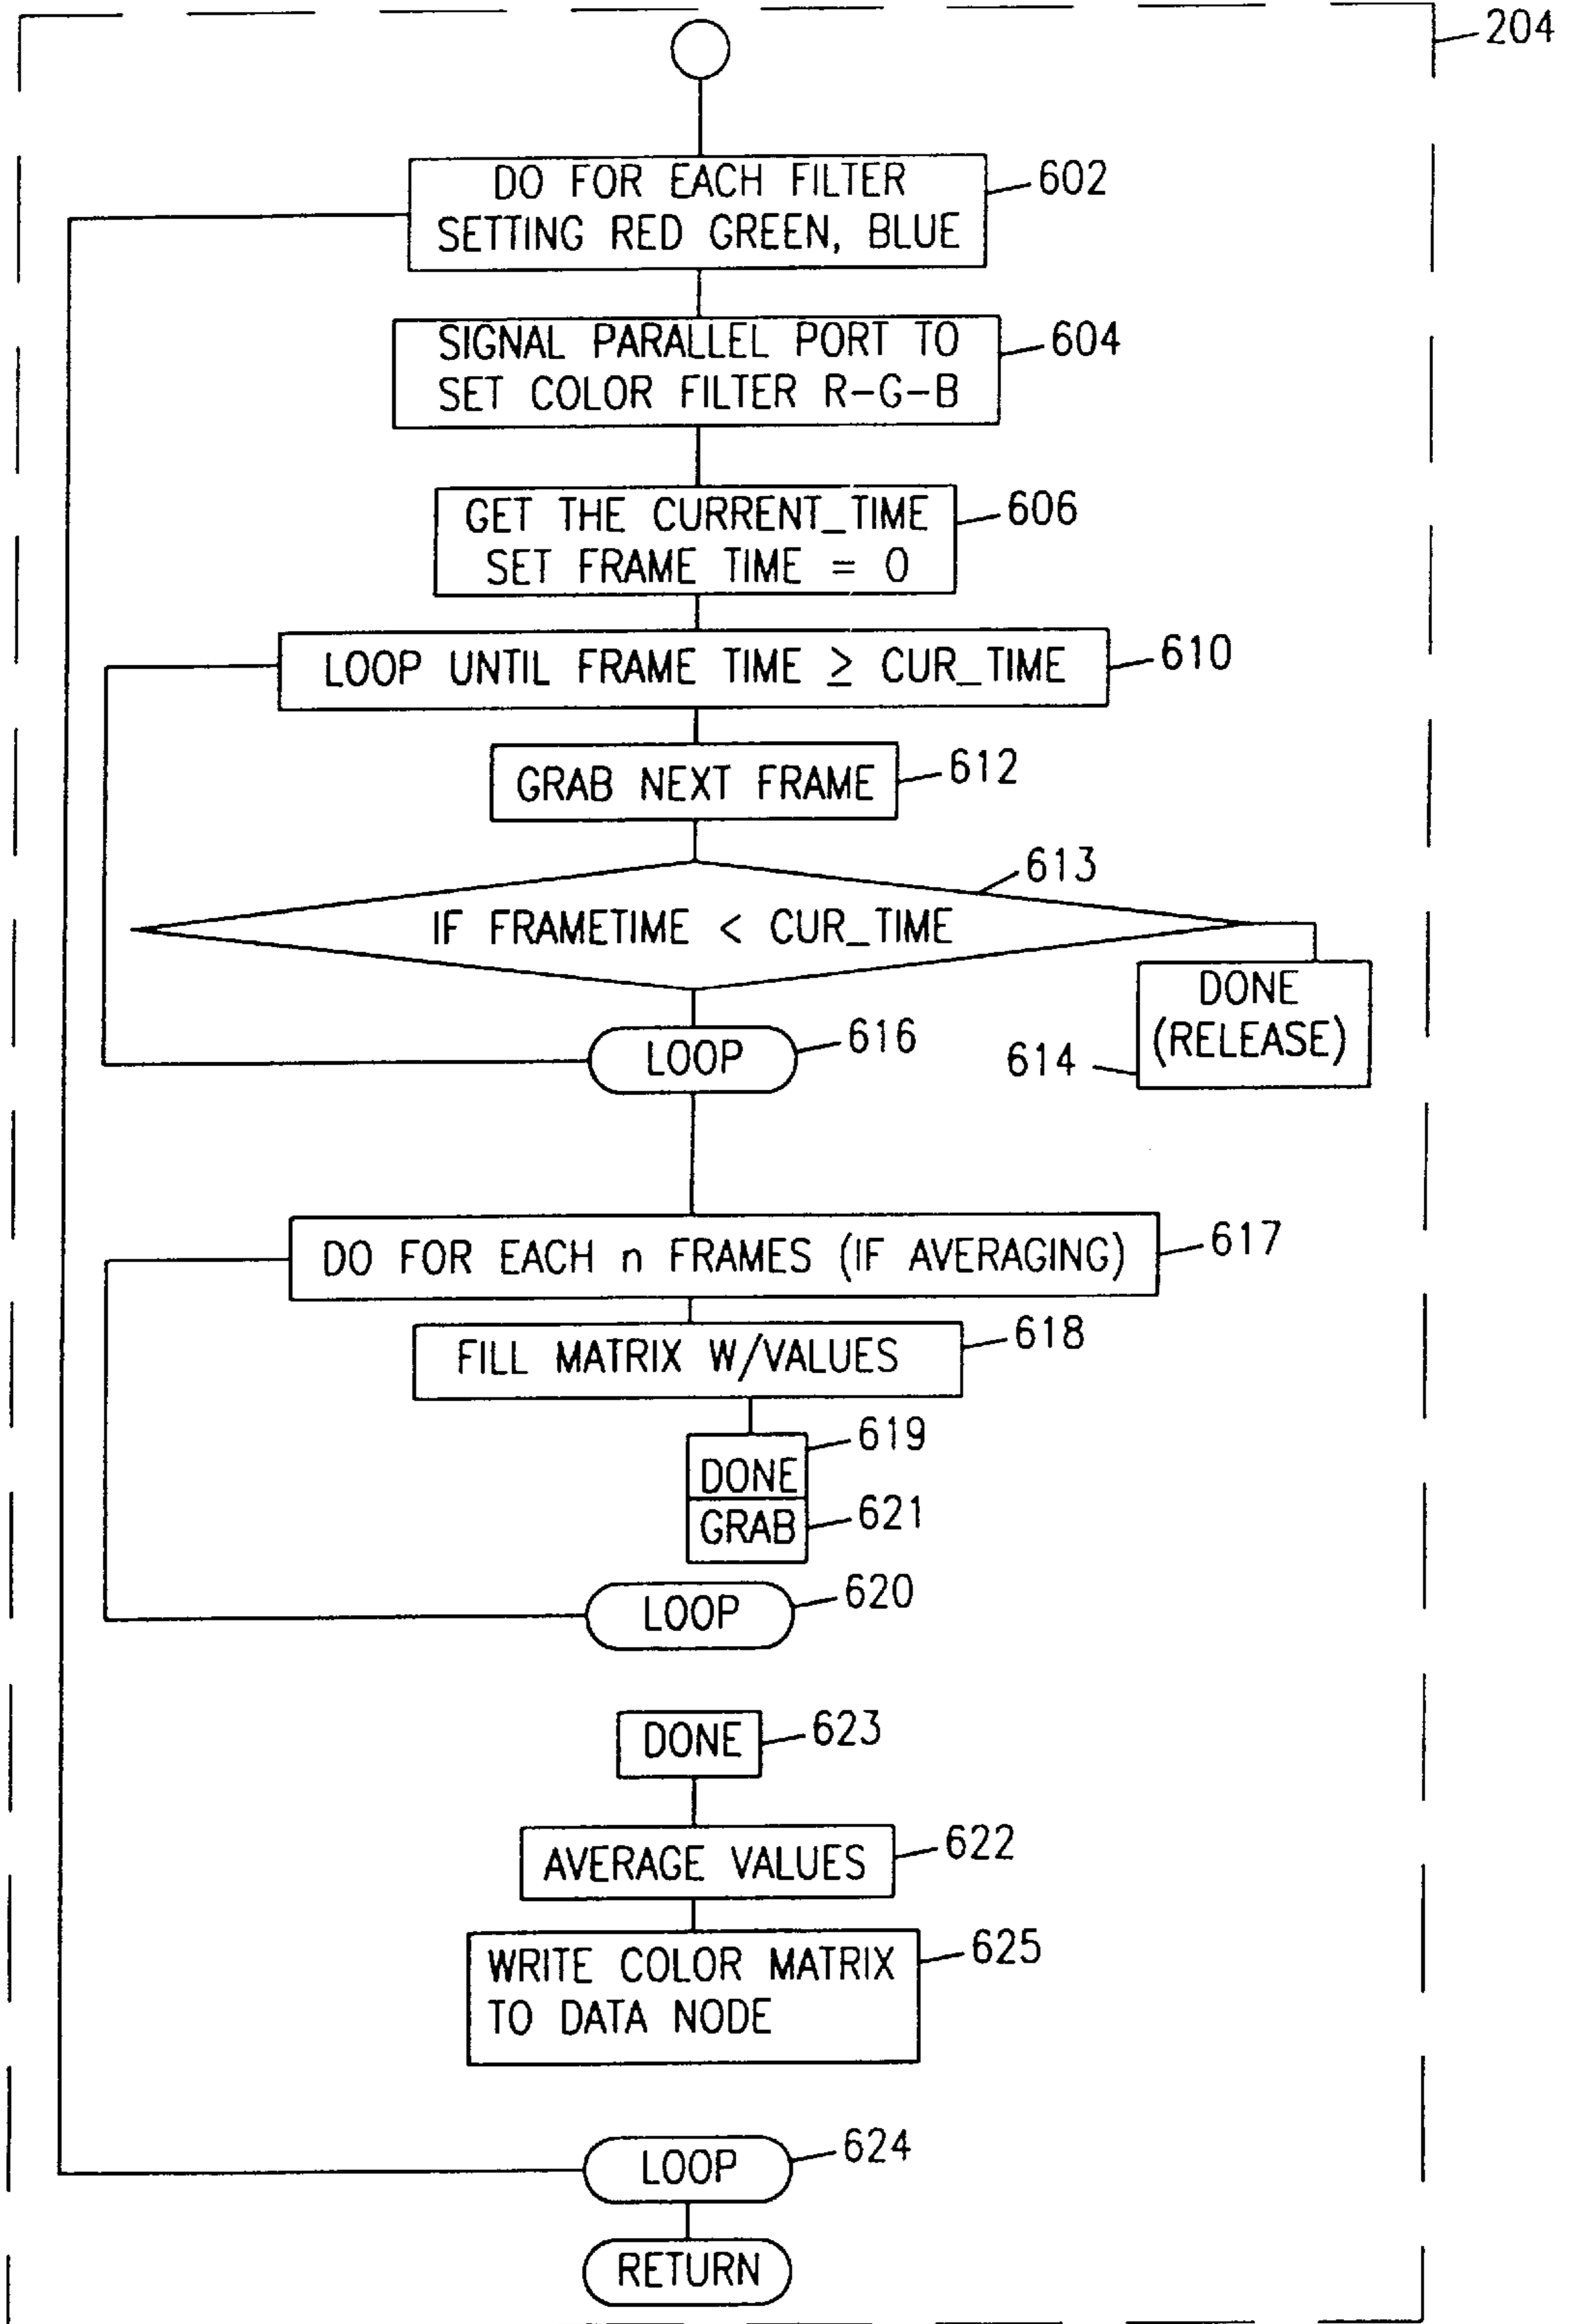 204
DO FOR EACH FILTER
SETTING RED GREEN, BLUE
602
SIGNAL PARALLEL PORT TO
SET COLOR FILTER R-G-B
604
GET THE CURRENT_TIME
SET FRAME TIME = 0
606
LOOP UNTIL FRAME TIME ≥ CUR_TIME
610
GRAB NEXT FRAME
612
613
IF FRAMETIME < CUR_TIME
DONE
(RELEASE)
614
LOOP
616
DO FOR EACH n FRAMES (IF AVERAGING)
617
FILL MATRIX W/VALUES
618
DONE
619
GRAB
621
LOOP
620
DONE
623
AVERAGE VALUES
622
WRITE COLOR MATRIX
TO DATA NODE
625
LOOP
624
RETURN